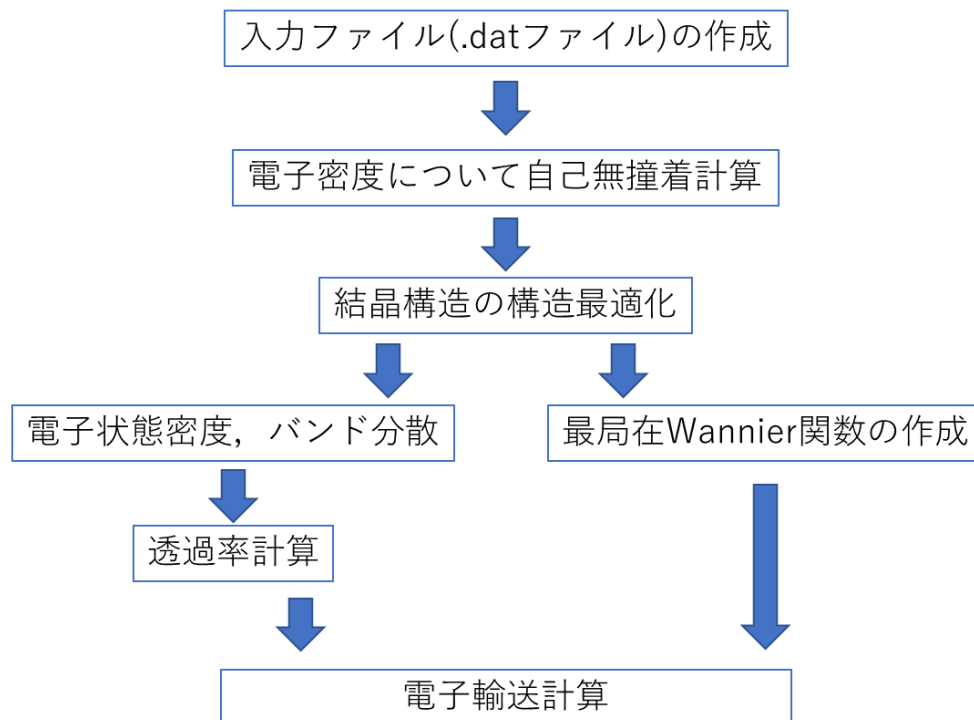 入力ファイル(.datファイル)の作成
電子密度について自己無撞着計算
結晶構造の構造最適化
電子状態密度，バンド分散
最局在Wannier関数の作成
透過率計算
電子輸送計算